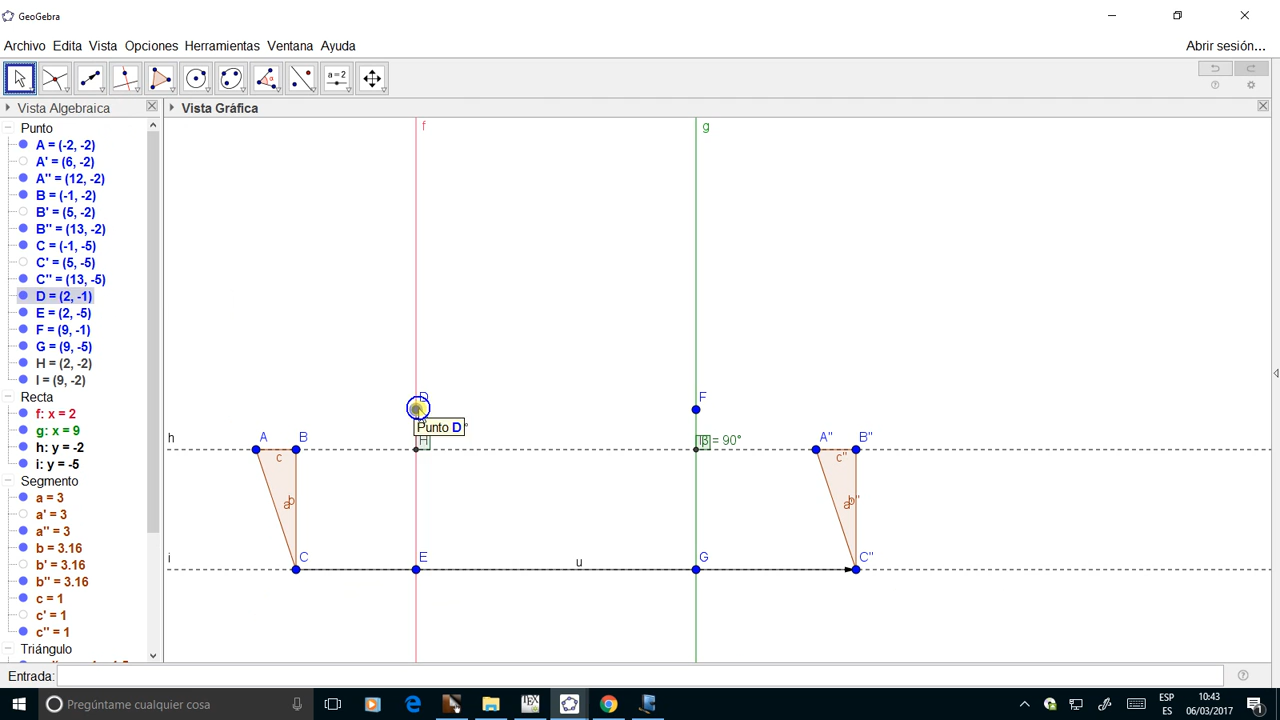 GeoGebra
Archivo Edita Vista Opciones Herramientas Ventana Ayuda Abrir sesión...
a=2
Vista Algebraica
Vista Gráfica
Punto
A = (-2, -2)
A' = (6, -2)
A'' = (12, -2)
B = (-1, -2)
B' = (5, -2)
B'' = (13, -2)
C = (-1, -5)
C' = (5, -5)
C'' = (13, -5)
D = (2, -1)
E = (2, -5)
F = (9, -1)
G = (9, -5)
H = (2, -2)
I = (9, -2)
Recta
f: x = 2
g: x = 9
h: y = -2
i: y = -5
Segmento
a = 3
a' = 3
a'' = 3
b = 3.16
b' = 3.16
b'' = 3.16
c = 1
c' = 1
c'' = 1
Triángulo
f
g
D
F
Punto D
h
A
B
H
β = 90°
A''
B''
c
c''
a
b
a''
i
C
E
u
G
C''
Entrada:
Pregúntame cualquier cosa
ESP
ES
10:43
06/03/2017